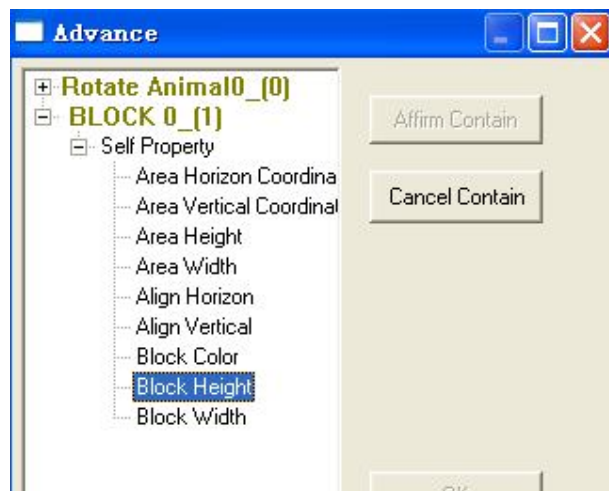 Advance
Rotate Animal0_(0)
BLOCK 0_(1)
Self Property
Area Horizon Coordina
Area Vertical Coordinat
Area Height
Area Width
Align Horizon
Align Vertical
Block Color
Block Height
Block Width
Affirm Contain
Cancel Contain